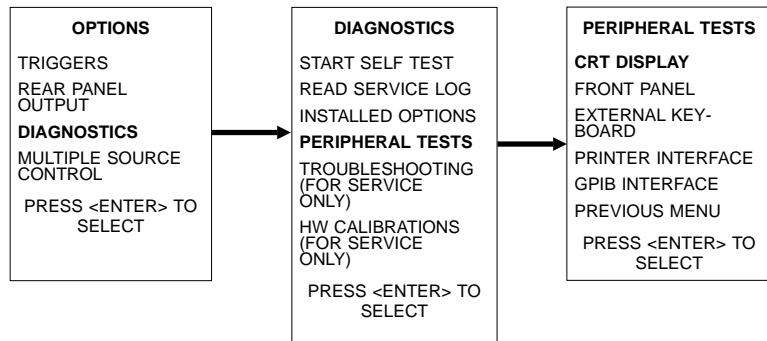 OPTIONS
TRIGGERS
REAR PANEL
OUTPUT
DIAGNOSTICS
MULTIPLE SOURCE
CONTROL
PRESS <ENTER> TO
SELECT
DIAGNOSTICS
START SELF TEST
READ SERVICE LOG
INSTALLED OPTIONS
PERIPHERAL TESTS
TROUBLESHOOTING
(FOR SERVICE
ONLY)
HW CALIBRATIONS
(FOR SERVICE
ONLY)
PRESS <ENTER> TO
SELECT
PERIPHERAL TESTS
CRT DISPLAY
FRONT PANEL
EXTERNAL KEY-
BOARD
PRINTER INTERFACE
GPIB INTERFACE
PREVIOUS MENU
PRESS <ENTER> TO
SELECT